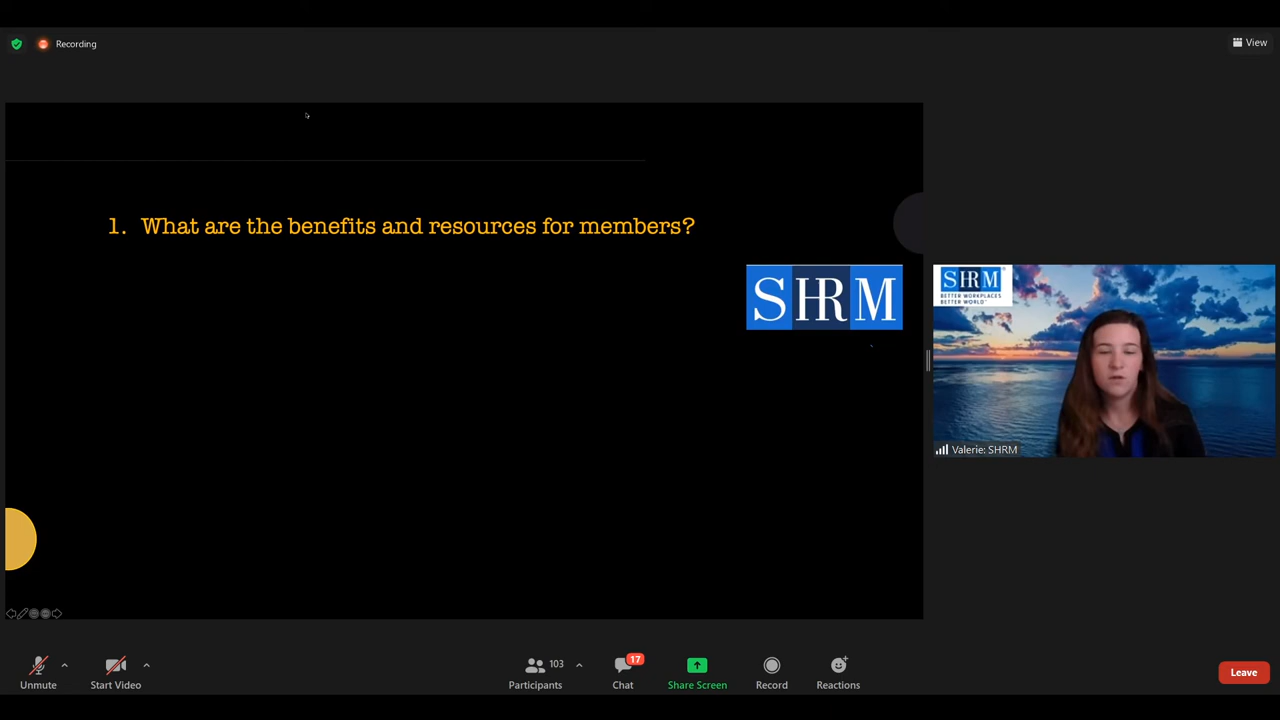 Recording
View
1. What are the benefits and resources for members?
SHRM
SHRM
BETTER WORKPLACES
BETTER WORLD™
Valerie: SHRM
103
17
Unmute
Start Video
Participants
Chat
Share Screen
Record
Reactions
Leave